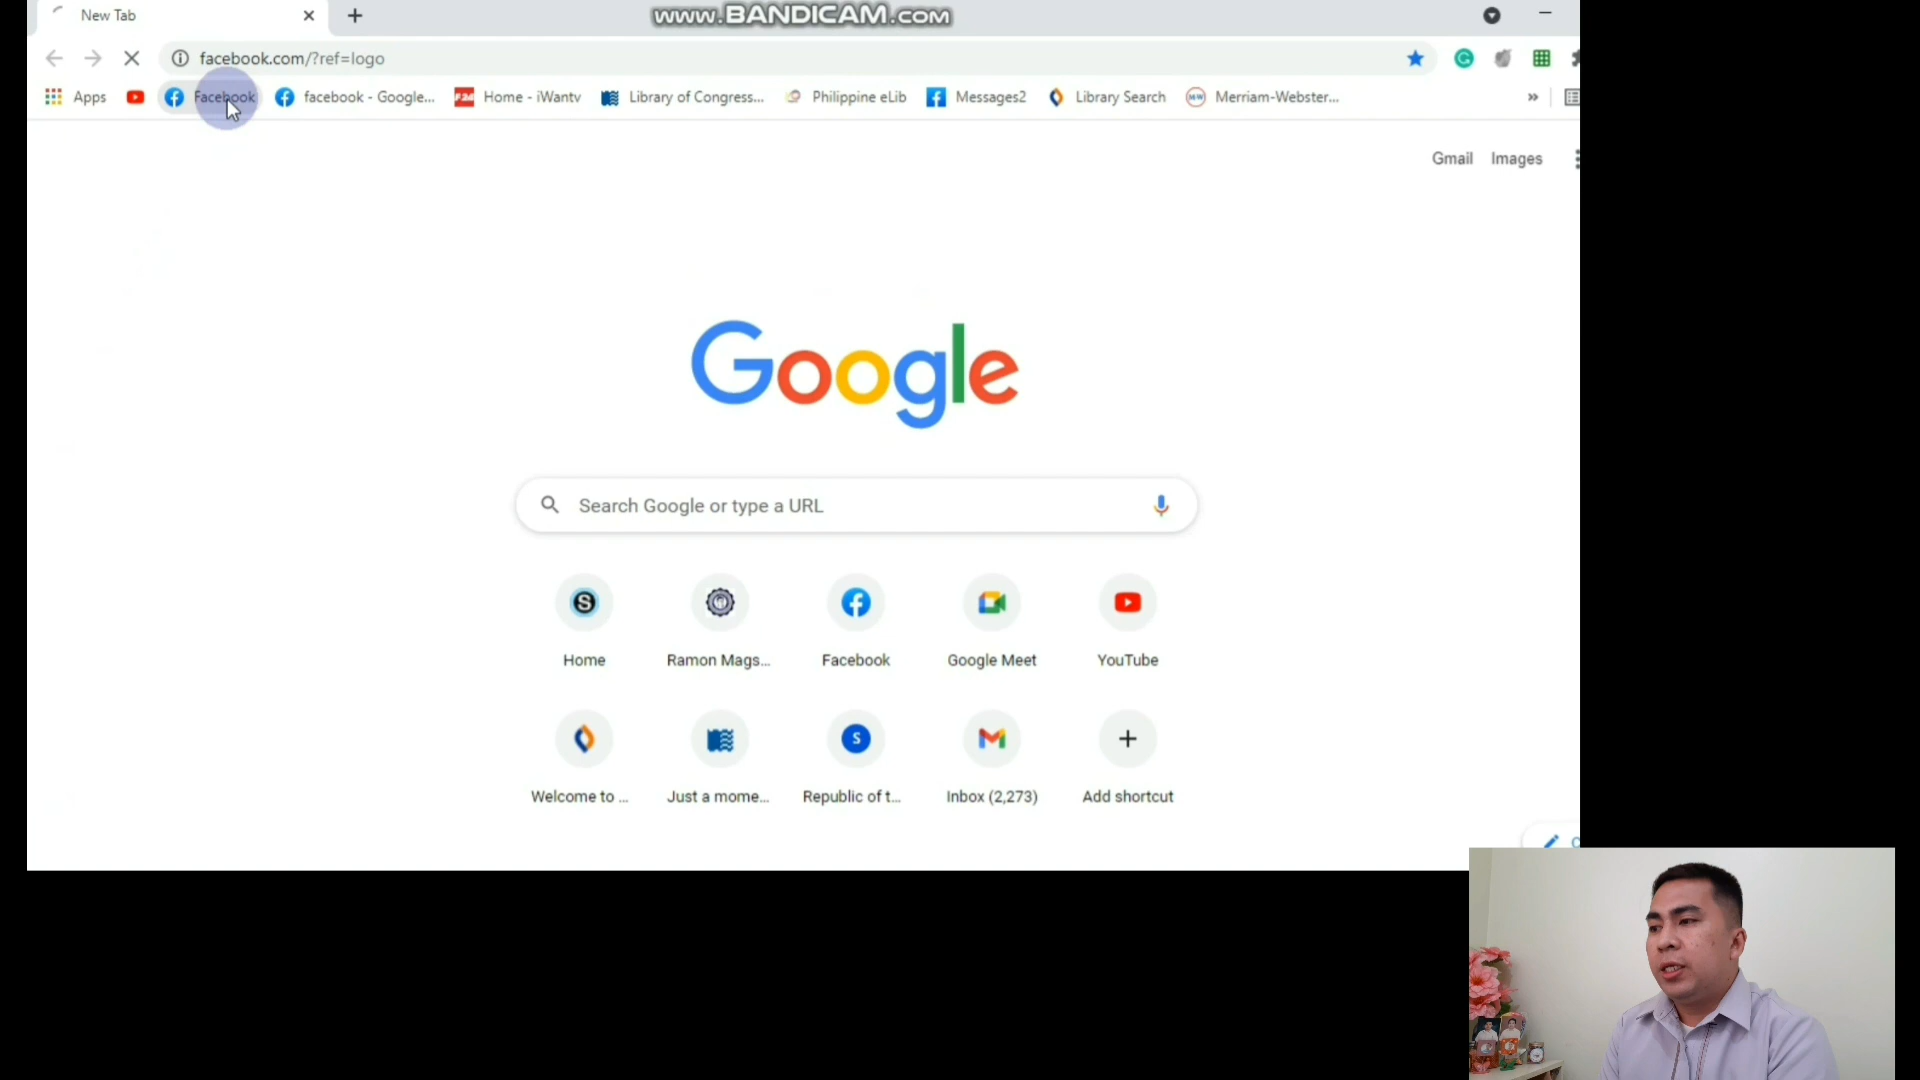 New Tab
www.BANDICAM.com
facebook.com/?ref=logo
Apps
Facebook
facebook - Google...
Home - iWantv
Library of Congress...
Philippine eLib
Messages2
Library Search
Merriam-Webster...
»
Gmail
Images
Google
Search Google or type a URL
Home
Ramon Mags...
Facebook
Google Meet
YouTube
Welcome to ...
Just a mome...
Republic of t...
Inbox (2,273)
Add shortcut